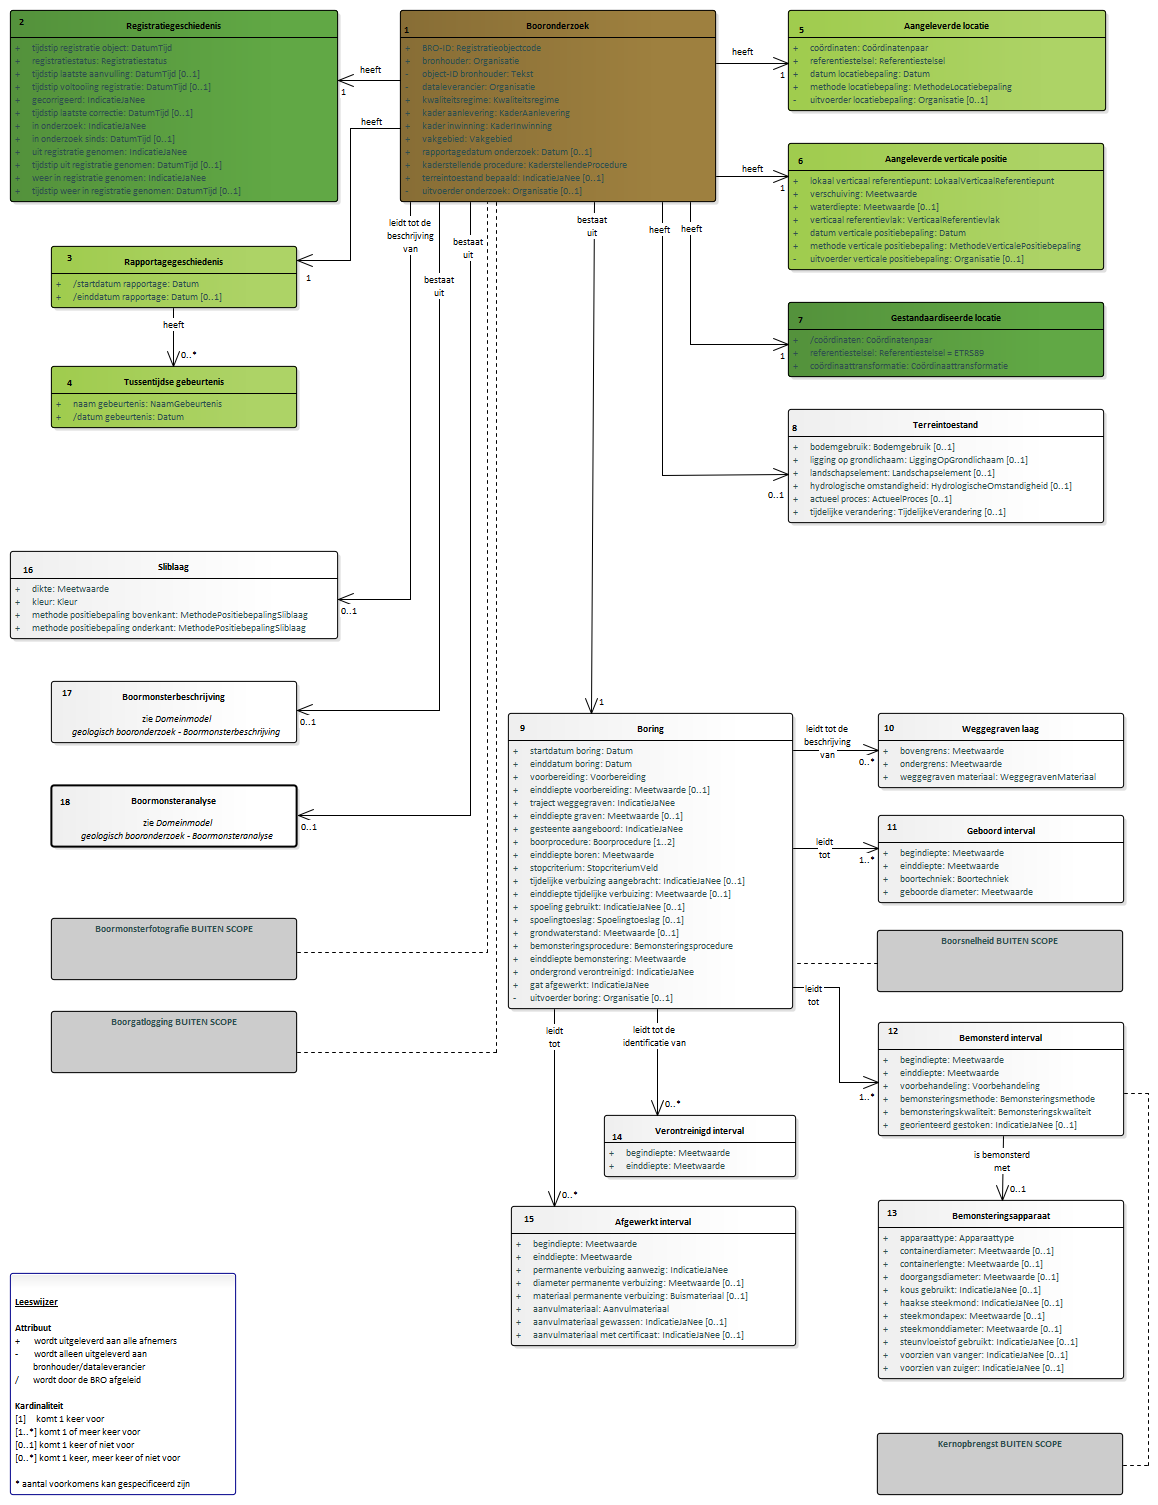 2
Registratiegeschiedenis
+ tijdstip registratie object: DatumTijd
+ registratiestatus: Registratiestatus
+ tijdstip laatste aanvulling: DatumTijd [0..1]
+ tijdstip voltooiing registratie: DatumTijd [0..1]
+ gecorrigeerd: IndicatieJaNee
+ tijdstip laatste correctie: DatumTijd [0..1]
+ in onderzoek: IndicatieJaNee
+ in onderzoek sinds: DatumTijd [0..1]
+ uit registratie genomen: IndicatieJaNee
+ tijdstip uit registratie genomen: DatumTijd [0..1]
+ weer in registratie genomen: IndicatieJaNee
+ tijdstip weer in registratie genomen: DatumTijd [0..1]
heeft
1
heeft
1
1
Booronderzoek
+ BRO-ID: Registratieobjectcode
+ bronhouder: Organisatie
- object-ID bronhouder: Tekst
- dataleverancier: Organisatie
+ kwaliteitsregime: Kwaliteitsregime
+ kader aanlevering: KaderAanlevering
+ kader inwinning: KaderInwinning
+ vakgebied: Vakgebied
+ rapportagedatum onderzoek: Datum [0..1]
+ kaderstellende procedure: KaderstellendeProcedure
+ terreintoestand bepaald: IndicatieJaNee [0..1]
- uitvoerder onderzoek: Organisatie [0..1]
heeft
1
heeft
1
5
Aangeleverde locatie
+ coördinaten: Coördinatenpaar
+ referentiestelsel: Referentiestelsel
+ datum locatiebepaling: Datum
+ methode locatiebepaling: MethodeLocatiebepaling
- uitvoerder locatiebepaling: Organisatie [0..1]
6
Aangeleverde verticale positie
+ lokaal verticaal referentiepunt: LokaalVerticaalReferentiepunt
+ verschuiving: Meetwaarde
+ waterdiepte: Meetwaarde [0..1]
+ verticaal referentievlak: VerticaalReferentievlak
+ datum verticale positiebepaling: Datum
+ methode verticale positiebepaling: MethodeVerticalePositiebepaling
- uitvoerder verticale positiebepaling: Organisatie [0..1]
leidt tot de
beschrijving
van
bestaat
uit
bestaat
uit
bestaat
uit
heeft
heeft
3
Rapportagegeschiedenis
+ /startdatum rapportage: Datum
+ /einddatum rapportage: Datum [0..1]
heeft
0..*
4
Tussentijdse gebeurtenis
+ naam gebeurtenis: NaamGebeurtenis
+ /datum gebeurtenis: Datum
1
7
Gestandaardiseerde locatie
+ /coördinaten: Coördinatenpaar
+ referentiestelsel: Referentiestelsel = ETRS89
+ coördinaattransformatie: Coördinaattransformatie
0..1
8
Terreintoestand
+ bodemgebruik: Bodemgebruik [0..1]
+ ligging op grondlichaam: LiggingOpGrondlichaam [0..1]
+ landschapselement: Landschapselement [0..1]
+ hydrologische omstandigheid: HydrologischeOmstandigheid [0..1]
+ actueel proces: ActueelProces [0..1]
+ tijdelijke verandering: TijdelijkeVerandering [0..1]
16
Sliblaag
+ dikte: Meetwaarde
+ kleur: Kleur
+ methode positiebepaling bovenkant: MethodePositiebepalingSliblaag
+ methode positiebepaling onderkant: MethodePositiebepalingSliblaag
0..1
17
Boormonsterbeschrijving
zie Domeinmodel
geologisch booronderzoek - Boormonsterbeschrijving
0..1
18
Boormonsteranalyse
zie Domeinmodel
geologisch booronderzoek - Boormonsteranalyse
0..1
Boormonsterfotografie BUITEN SCOPE
Boorgatlogging BUITEN SCOPE
1
9
Boring
+ startdatum boring: Datum
+ einddatum boring: Datum
+ voorbereiding: Voorbereiding
+ einddiepte voorbereiding: Meetwaarde [0..1]
+ traject weggegraven: IndicatieJaNee
+ einddiepte graven: Meetwaarde [0..1]
+ gesteente aangeboord: IndicatieJaNee
+ boorprocedure: Boorprocedure [1..2]
+ einddiepte boren: Meetwaarde
+ stopcriterium: StopcriteriumVeld
+ tijdelijke verbuizing aangebracht: IndicatieJaNee [0..1]
+ einddiepte tijdelijke verbuizing: Meetwaarde [0..1]
+ spoeling gebruikt: IndicatieJaNee [0..1]
+ spoelingtoeslag: Spoelingtoeslag [0..1]
+ grondwaterstand: Meetwaarde [0..1]
+ bemonsteringsprocedure: Bemonsteringsprocedure
+ einddiepte bemonstering: Meetwaarde
+ ondergrond verontreinigd: IndicatieJaNee
+ gat afgewerkt: IndicatieJaNee
- uitvoerder boring: Organisatie [0..1]
leidt tot de
beschrijving
van
0..*
10
Weggegraven laag
+ bovengrens: Meetwaarde
+ ondergrens: Meetwaarde
+ weggegraven materiaal: WeggegravenMateriaal
leidt
tot
1..*
11
Geboord interval
+ begindiepte: Meetwaarde
+ einddiepte: Meetwaarde
+ boortechniek: Boortechniek
+ geboorde diameter: Meetwaarde
Boorsnelheid BUITEN SCOPE
leidt
tot
1..*
12
Bemonsterd interval
+ begindiepte: Meetwaarde
+ einddiepte: Meetwaarde
+ voorbehandeling: Voorbehandeling
+ bemonsteringsmethode: Bemonsteringsmethode
+ bemonsteringskwaliteit: Bemonsteringskwaliteit
+ georienteerd gestoken: IndicatieJaNee [0..1]
is bemonsterd
met
0..1
13
Bemonsteringsapparaat
+ apparaattype: Apparaattype
+ containerdiameter: Meetwaarde [0..1]
+ containerlengte: Meetwaarde [0..1]
+ doorgangsdiameter: Meetwaarde [0..1]
+ kous gebruikt: IndicatieJaNee [0..1]
+ haakse steekmond: IndicatieJaNee [0..1]
+ steekmondapex: Meetwaarde [0..1]
+ steekmonddiameter: Meetwaarde [0..1]
+ steunvloeistof gebruikt: IndicatieJaNee [0..1]
+ voorzien van vanger: IndicatieJaNee [0..1]
+ voorzien van zuiger: IndicatieJaNee [0..1]
Kernopbrengst BUITEN SCOPE
leidt
tot
0..*
leidt tot de
identificatie van
0..*
14
Verontreinigd interval
+ begindiepte: Meetwaarde
+ einddiepte: Meetwaarde
15
Afgewerkt interval
+ begindiepte: Meetwaarde
+ einddiepte: Meetwaarde
+ permanente verbuizing aanwezig: IndicatieJaNee
+ diameter permanente verbuizing: Meetwaarde [0..1]
+ materiaal permanente verbuizing: Buismateriaal [0..1]
+ aanvulmateriaal: Aanvulmateriaal
+ aanvulmateriaal gewassen: IndicatieJaNee [0..1]
+ aanvulmateriaal met certificaat: IndicatieJaNee [0..1]
Leeswijzer
Attribuut
+ wordt uitgeleverd aan alle afnemers
- wordt alleen uitgeleverd aan
bronhouder/dataleverancier
/ wordt door de BRO afgeleid
Kardinaliteit
[1] komt 1 keer voor
[1..*] komt 1 of meer keer voor
[0..1] komt 1 keer of niet voor
[0..*] komt 1 keer, meer keer of niet voor
* aantal voorkomens kan gespecificeerd zijn